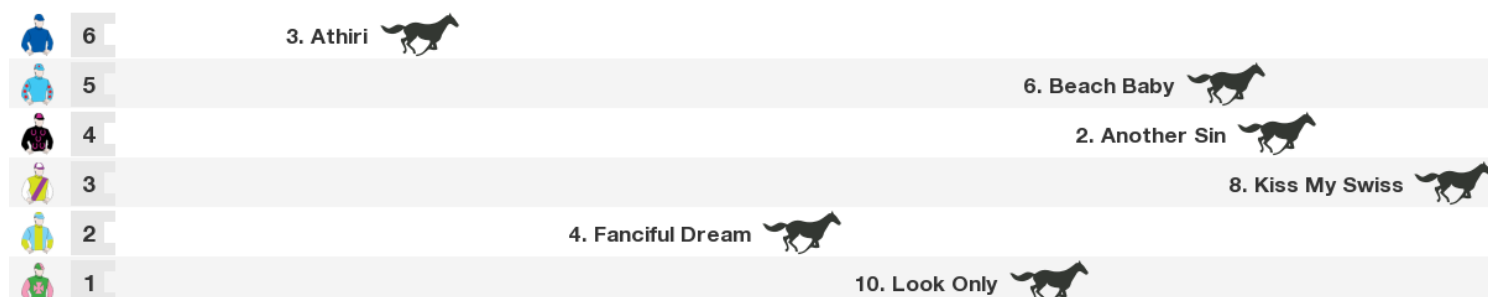 6 3. Athiri
5 6. Beach Baby
4 2. Another Sin
3 8. Kiss My Swiss
2 4. Fanciful Dream
1 10. Look Only